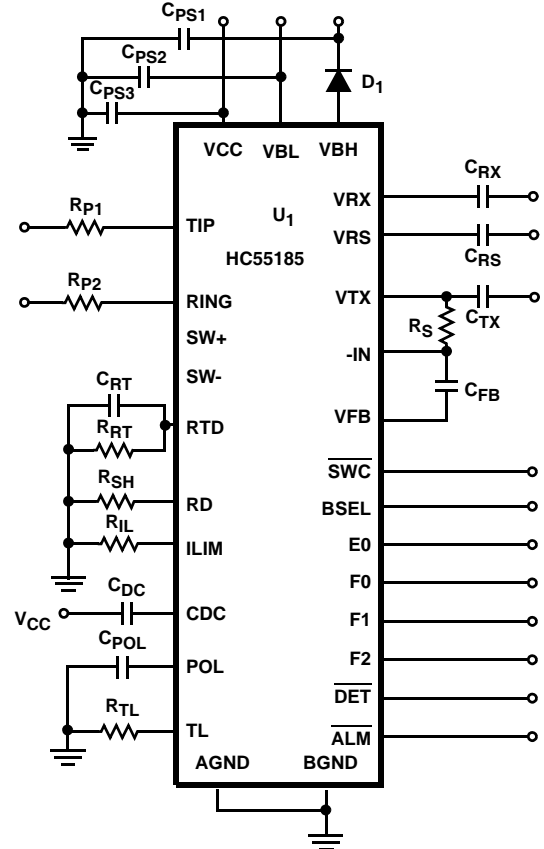 CPS1
CPS2
CPS3
D1
VCC VBL VBH
CRX
VRX
RP1
U1
TIP
VRS
CRS
HC55185
RP2
RING
VTX
CTX
RS
SW+
-IN
SW-
CRT
CFB
RTD
VFB
RRT
SWC
RSH
RD
BSEL
RIL
E0
ILIM
F0
CDC
VCC
CDC
F1
CPOL
POL
F2
RTL
DET
TL
ALM
AGND BGND